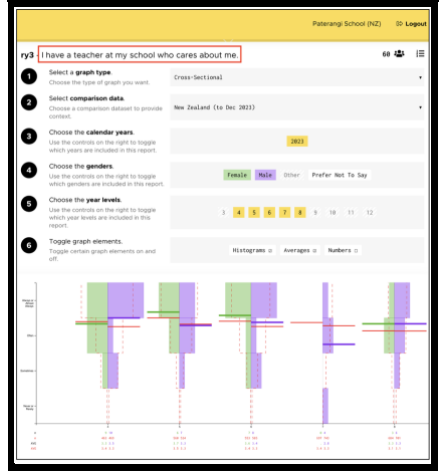 Paterangi School (NZ) Logout
ry3 - I have a teacher at my school who cares about me. 60
1 Select a graph type. Cross-Sectional
Choose the type of graph you want.
2 Select comparison data. New Zealand (to Dec 2023)
Choose a comparison dataset to provide
context.
3 Choose the calendar years. 2023
Use the controls on the right to toggle
which years are included in this report.
4 Choose the genders. Female Male Other Prefer Not To Say
Use the controls on the right to toggle
which genders are included in this report.
5 Choose the year levels. 3 4 5 6 7 8 9 10 11 12
Use the controls on the right to toggle
which year levels are included in this
report.
6 Toggle graph elements. Histograms Averages Numbers
Toggle certain graph elements on and
off.